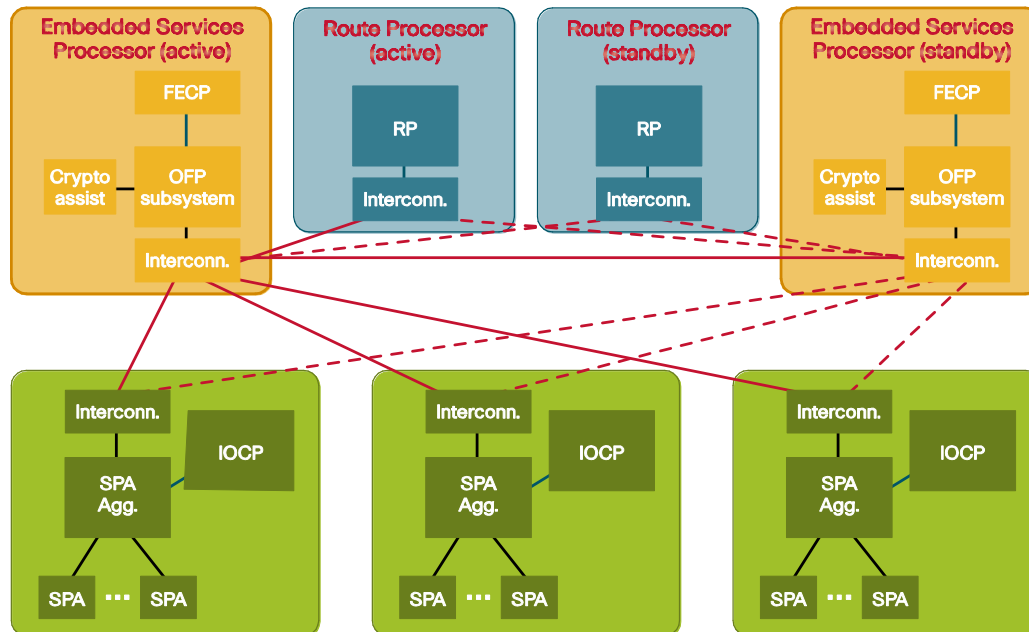 Embedded Services
Processor (active)
FECP
Crypto
assist
QFP
subsystem
Interconn.
Route Processor
(active)
RP
Interconn.
Route Processor
(standby)
RP
Interconn.
Embedded Services
Processor (standby)
FECP
Crypto
assist
QFP
subsystem
Interconn.
Interconn.
IOCP
SPA
Agg.
SPA
...
SPA
Interconn.
IOCP
SPA
Agg.
SPA
...
SPA
Interconn.
IOCP
SPA
Agg.
SPA
...
SPA